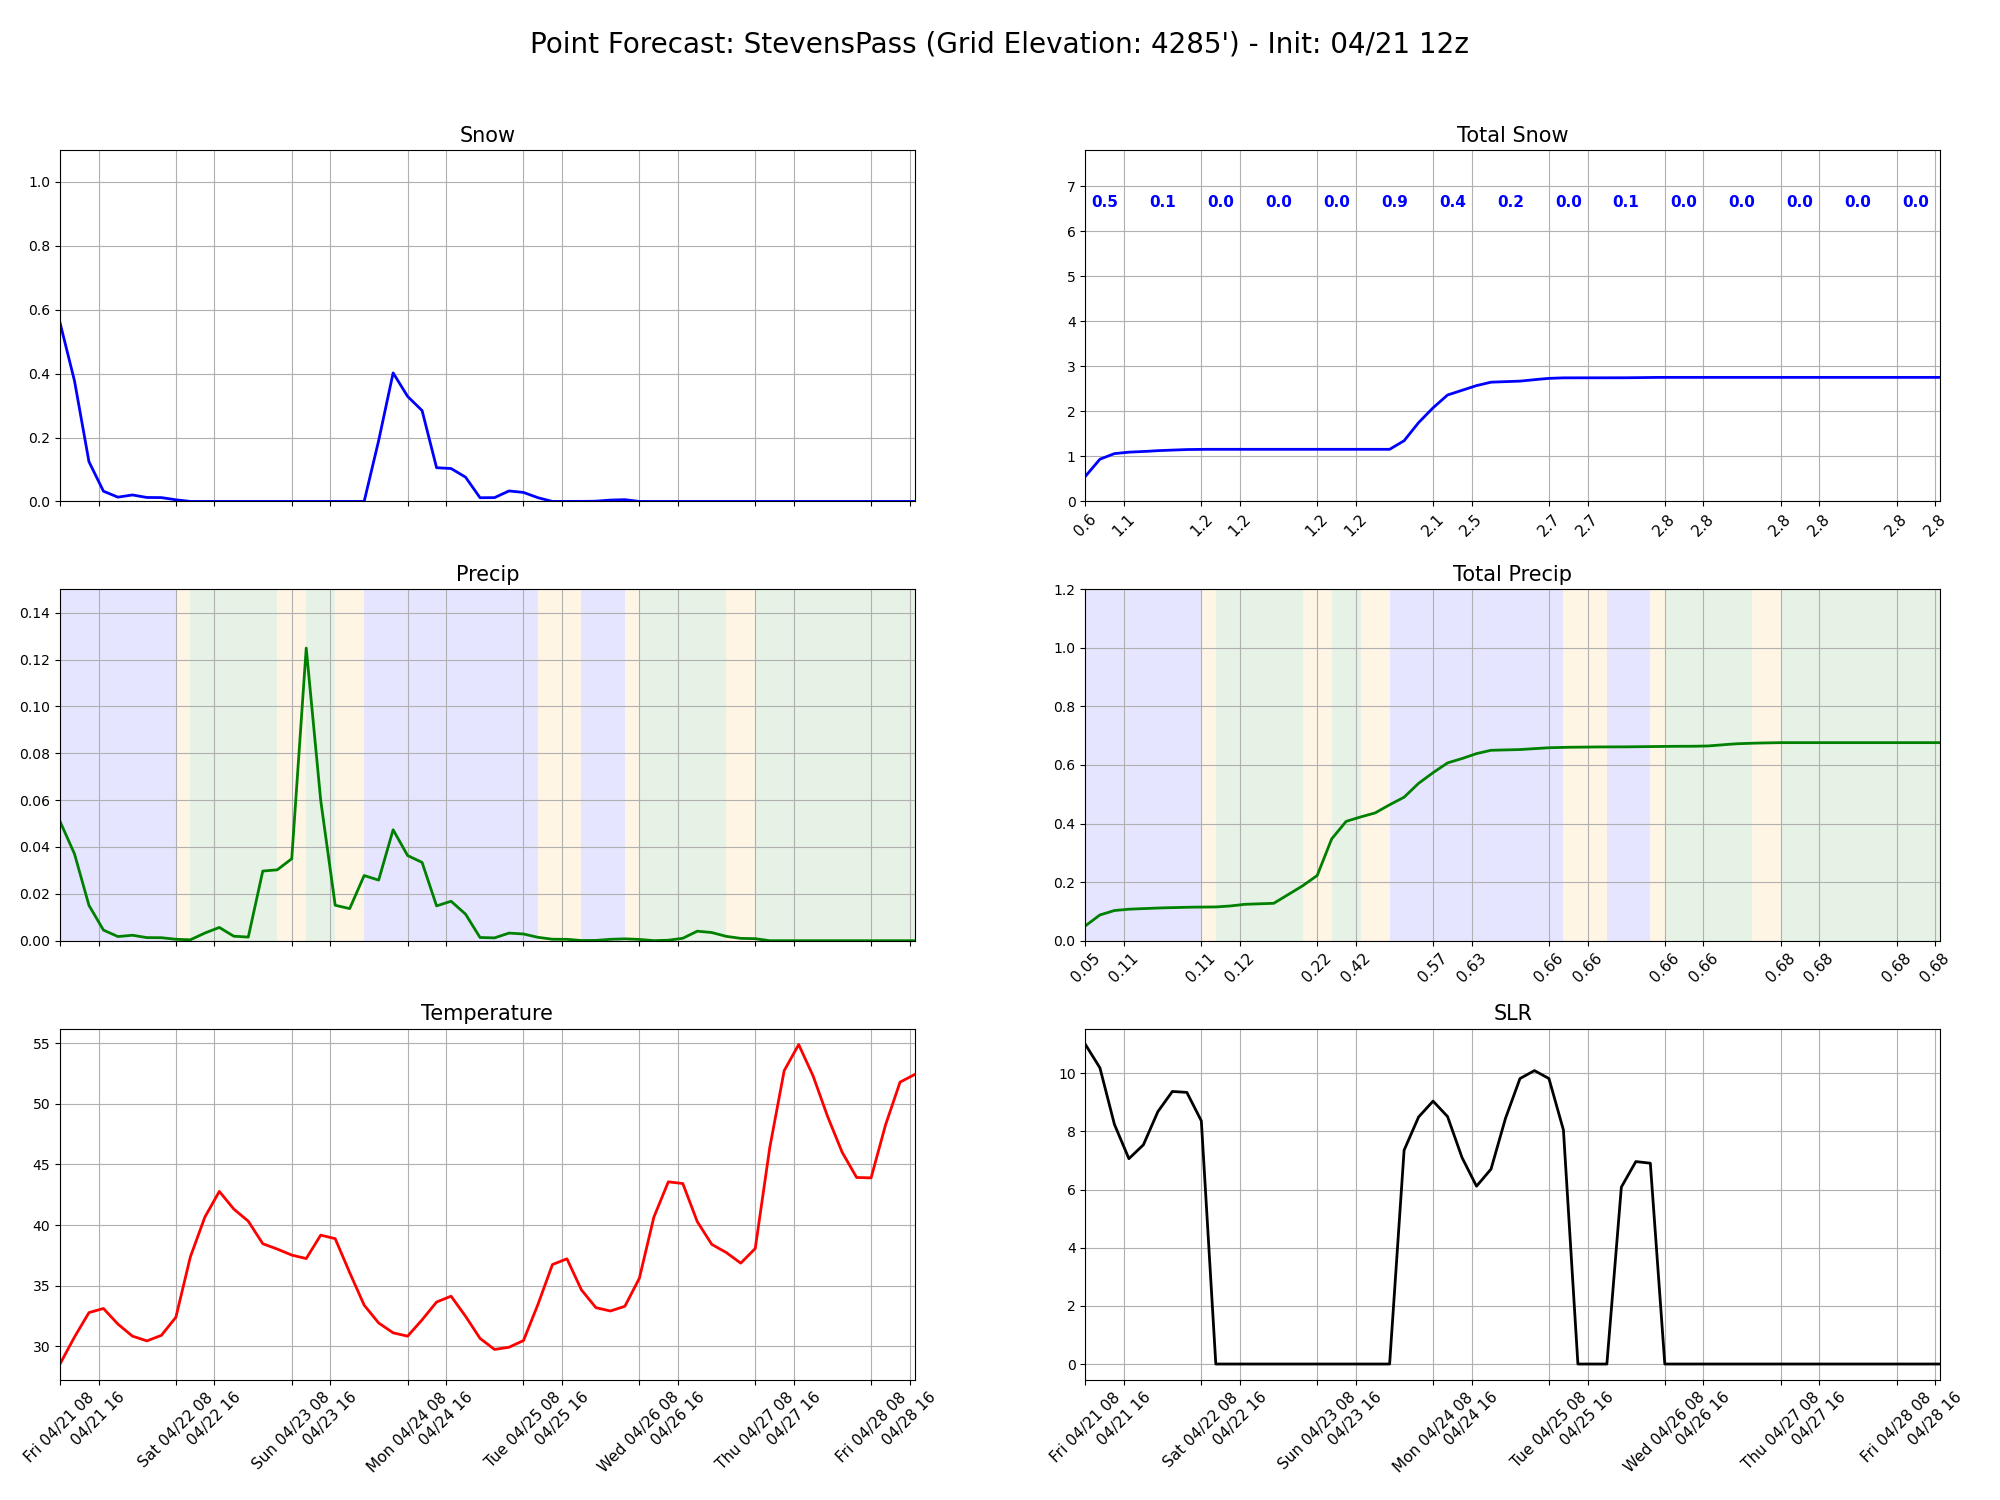 Point Forecast: StevensPass (Grid Elevation: 4285') - Init: 04/21 12z
Snow
1.0
0.8
0.6
0.4
0.2
0.0
Total Snow
7
6
5
4
3
2
1
0
0.5 0.1 0.0 0.0 0.0 0.9 0.4 0.2 0.0 0.1 0.0 0.0 0.0 0.0 0.0
0.6 1.1 1.2 1.2 1.2 1.2 2.1 2.5 2.7 2.7 2.8 2.8 2.8 2.8 2.8 2.8
Precip
0.14
0.12
0.10
0.08
0.06
0.04
0.02
0.00
Total Precip
1.2
1.0
0.8
0.6
0.4
0.2
0.0
0.05 0.11 0.11 0.12 0.22 0.42 0.57 0.63 0.66 0.66 0.66 0.66 0.68 0.68 0.68 0.68
Temperature
55
50
45
40
35
30
Fri 04/21 08
04/21 16
Sat 04/22 08
04/22 16
Sun 04/23 08
04/23 16
Mon 04/24 08
04/24 16
Tue 04/25 08
04/25 16
Wed 04/26 08
04/26 16
Thu 04/27 08
04/27 16
Fri 04/28 08
04/28 16
SLR
10
8
6
4
2
0
Fri 04/21 08
04/21 16
Sat 04/22 08
04/22 16
Sun 04/23 08
04/23 16
Mon 04/24 08
04/24 16
Tue 04/25 08
04/25 16
Wed 04/26 08
04/26 16
Thu 04/27 08
04/27 16
Fri 04/28 08
04/28 16